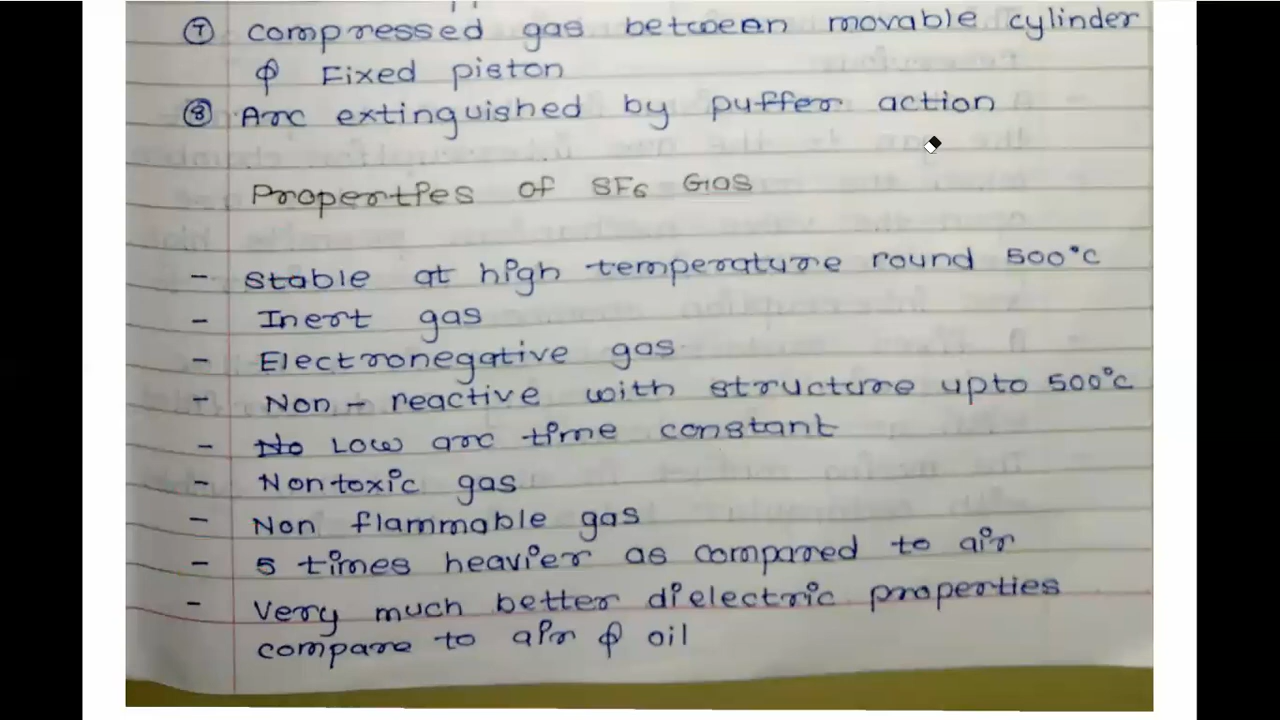 ⑦ compressed gas between movable cylinder
& Fixed piston
⑧ Arc extinguished by puffer action
Properties of SF6 Gas
- Stable at high temperature round 500°C
- Inert gas
- Electronegative gas
- Non-reactive with structure upto 500°C
- No Low arc time constant
- Nontoxic gas
- Non flammable gas
- 5 times heavier as compared to air
- Very much better dielectric properties
compare to air & oil